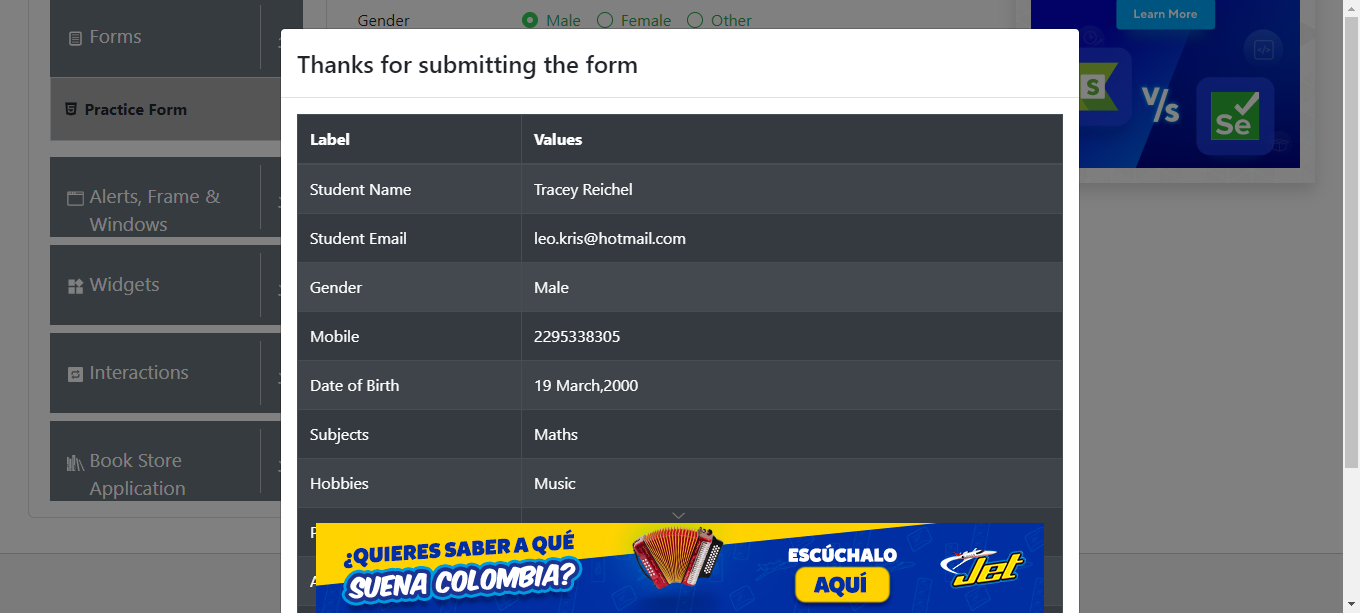 Gender
Male
Female
Other
Learn More
Forms
Practice Form
Alerts, Frame &
Windows
Widgets
Interactions
Book Store
Application
S
V/s
Se
Thanks for submitting the form
Label Values
Student Name Tracey Reichel
Student Email leo.kris@hotmail.com
Gender Male
Mobile 2295338305
Date of Birth 19 March,2000
Subjects Maths
Hobbies Music
¿QUIERES SABER A QUÉ
SUENA COLOMBIA?
ESCÚCHALO
AQUÍ
Jet